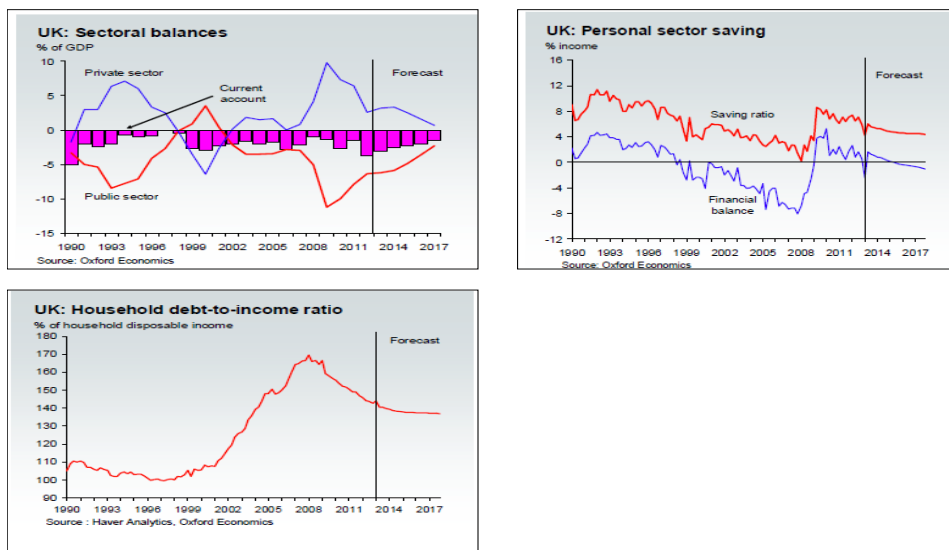 UK: Sectoral balances
% of GDP
10
Private sector
Current
account
Forecast
5
0
-5
Public sector
-10
-15
1990 1993 1996 1999 2002 2005 2008 2011 2014 2017
Source: Oxford Economics
UK: Personal sector saving
% income
16
Forecast
12
Saving ratio
8
4
0
-4
Financial
balance
-8
-12
1990 1993 1996 1999 2002 2005 2008 2011 2014 2017
Source: Oxford Economics
UK: Household debt-to-income ratio
% of household disposable income
180
Forecast
170
160
150
140
130
120
110
100
90
1990 1993 1996 1999 2002 2005 2008 2011 2014 2017
Source : Haver Analytics, Oxford Economics